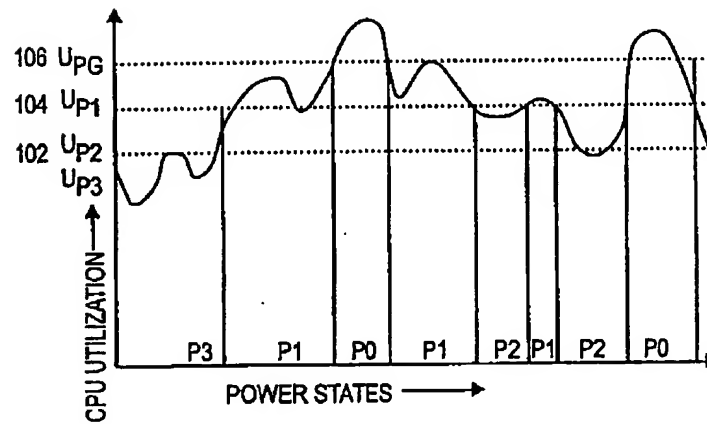 106 UPG
104 UP1
102 UP2
UP3
CPU UTILIZATION
P3 P1 P0 P1 P2 P1 P2 P0
POWER STATES